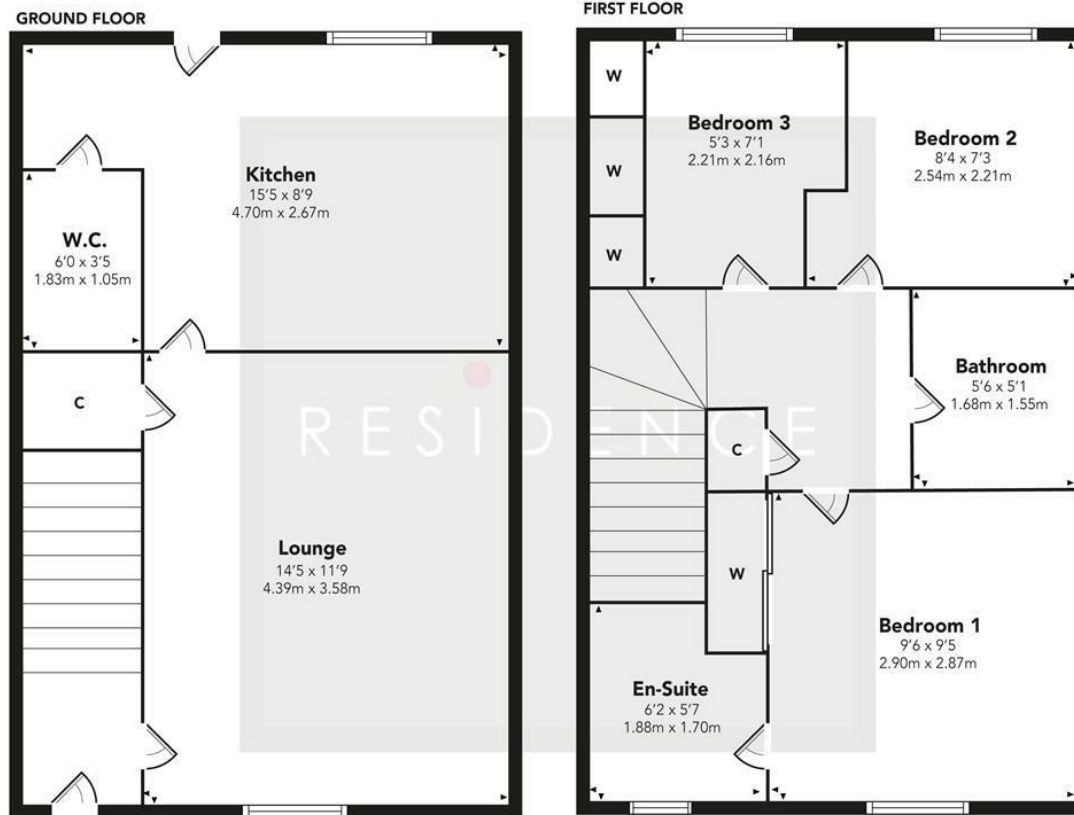 GROUND FLOOR
Kitchen
15'5 x 8'9
4.70m x 2.67m
W.C.
6'0 x 3'5
1.83m x 1.05m
C
Lounge
14'5 x 11'9
4.39m x 3.58m
FIRST FLOOR
W
W
W
Bedroom 3
5'3 x 7'1
2.21m x 2.16m
Bedroom 2
8'4 x 7'3
2.54m x 2.21m
Bathroom
5'6 x 5'1
1.68m x 1.55m
C
W
Bedroom 1
9'6 x 9'5
2.90m x 2.87m
En-Suite
6'2 x 5'7
1.88m x 1.70m
RESIDENCE